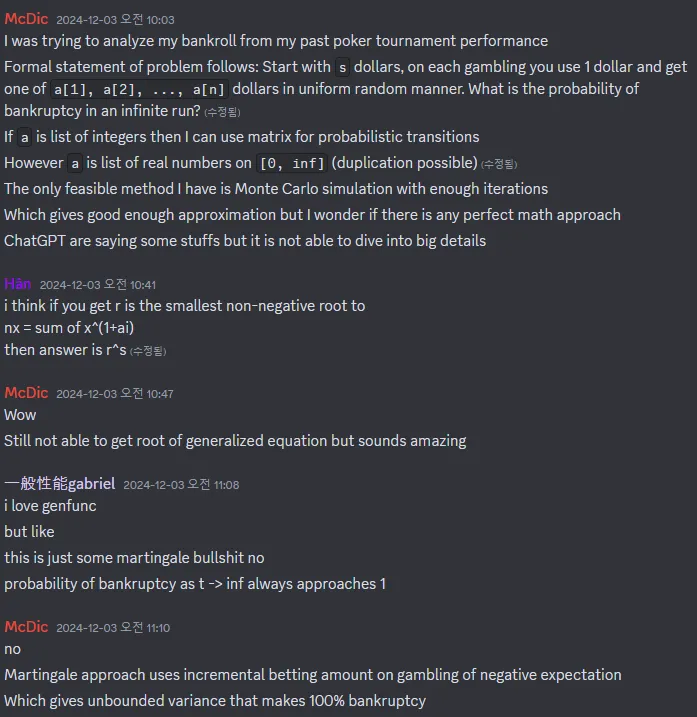 McDic 2024-12-03 오전 10:03
I was trying to analyze my bankroll from my past poker tournament performance
Formal statement of problem follows: Start with s dollars, on each gambling you use 1 dollar and get
one of a[1], a[2], ..., a[n] dollars in uniform random manner. What is the probability of
bankruptcy in an infinite run? (수정됨)
If a is list of integers then I can use matrix for probabilistic transitions
However a is list of real numbers on [0, inf] (duplication possible) (수정됨)
The only feasible method I have is Monte Carlo simulation with enough iterations
Which gives good enough approximation but I wonder if there is any perfect math approach
ChatGPT are saying some stuffs but it is not able to dive into big details
Hãn 2024-12-03 오전 10:41
i think if you get r is the smallest non-negative root to
nx = sum of x^(1+ai)
then answer is r^s (수정됨)
McDic 2024-12-03 오전 10:47
Wow
Still not able to get root of generalized equation but sounds amazing
一般性能gabriel 2024-12-03 오전 11:08
i love genfunc
but like
this is just some martingale bullshit no
probability of bankruptcy as t -> inf always approaches 1
McDic 2024-12-03 오전 11:10
no
Martingale approach uses incremental betting amount on gambling of negative expectation
Which gives unbounded variance that makes 100% bankruptcy